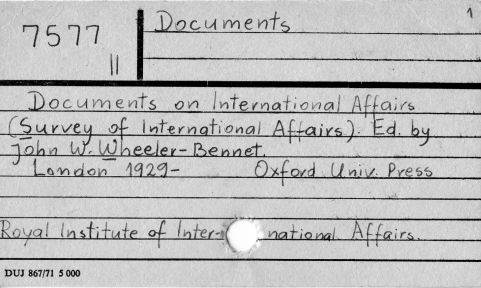 7577
II
Documents
1
Documents on International Affairs
(Survey of International Affairs). Ed. by
John W. Wheeler-Bennet.
London 1929- Oxford Univ. Press
Royal Institute of Inter- national Affairs.
DUJ 867/71 5 000